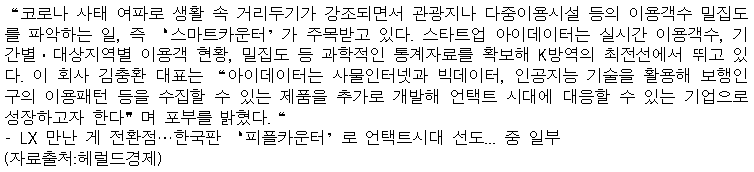 “코로나 사태 여파로 생활 속 거리두기가 강조되면서 관광지나 다중이용시설 등의 이용객수 밀집도
를 파악하는 일, 즉 ‘스마트카운터’가 주목받고 있다. 스타트업 아이데이터는 실시간 이용객수, 기
간별·대상지역별 이용객 현황, 밀집도 등 과학적인 통계자료를 확보해 K방역의 최전선에서 뛰고 있
다. 이 회사 김충환 대표는 “아이데이터는 사물인터넷과 빅데이터, 인공지능 기술을 활용해 보행인
구의 이용패턴 등을 수집할 수 있는 제품을 추가로 개발해 언택트 시대에 대응할 수 있는 기업으로
성장하고자 한다❞며 포부를 밝혔다.“
- LX 만난 게 전환점…한국판 ‘피플카운터’로 언택트시대 선도... 중 일부
(자료출처:헤럴드경제)